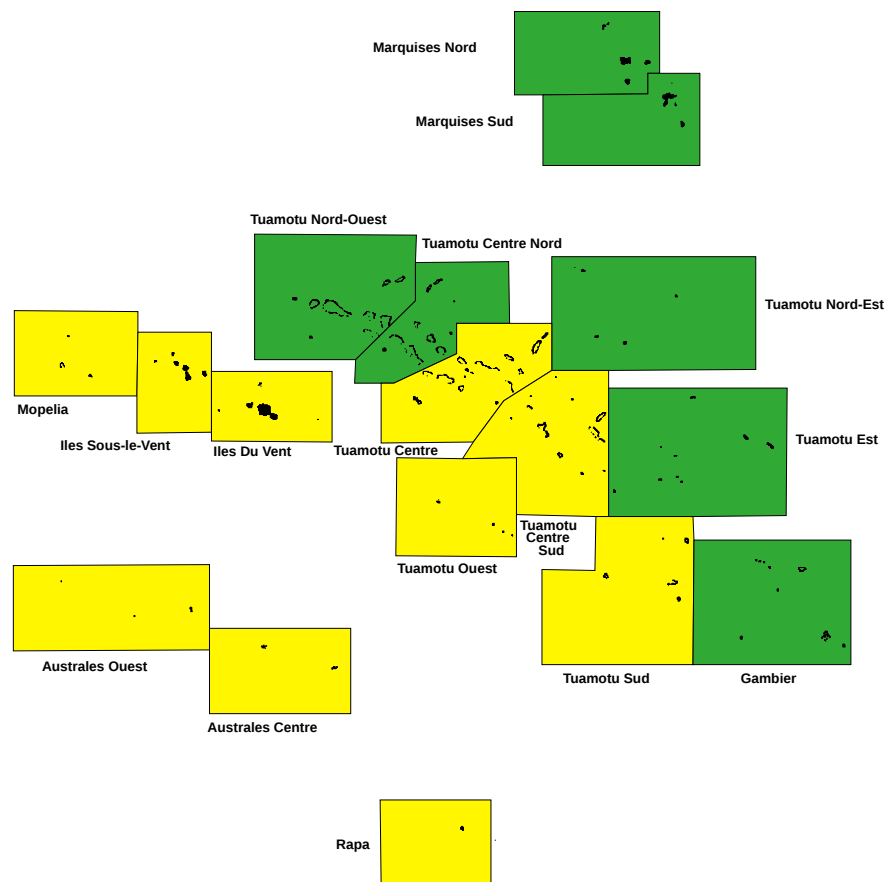 Marquises Nord
Marquises Sud
Tuamotu Nord-Ouest
Tuamotu Centre Nord
Tuamotu Nord-Est
Mopelia
Iles Sous-le-Vent
Iles Du Vent
Tuamotu Centre
Tuamotu Est
Tuamotu
Centre
Sud
Tuamotu Ouest
Australes Ouest
Tuamotu Sud
Gambier
Australes Centre
Rapa